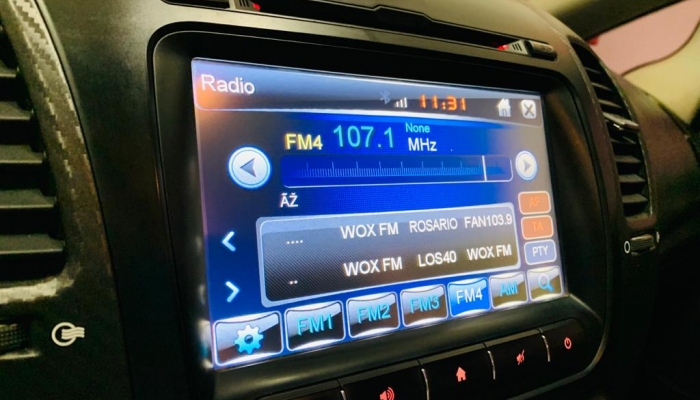 Radio
11:31
FM4 107.1 None MHz
ÃŽ
.... WOX FM ROSARIO FAN103.9
.. WOX FM LOS40 WOX FM
AF
TA
PTY
FM1 FM2 FM3 FM4 AM